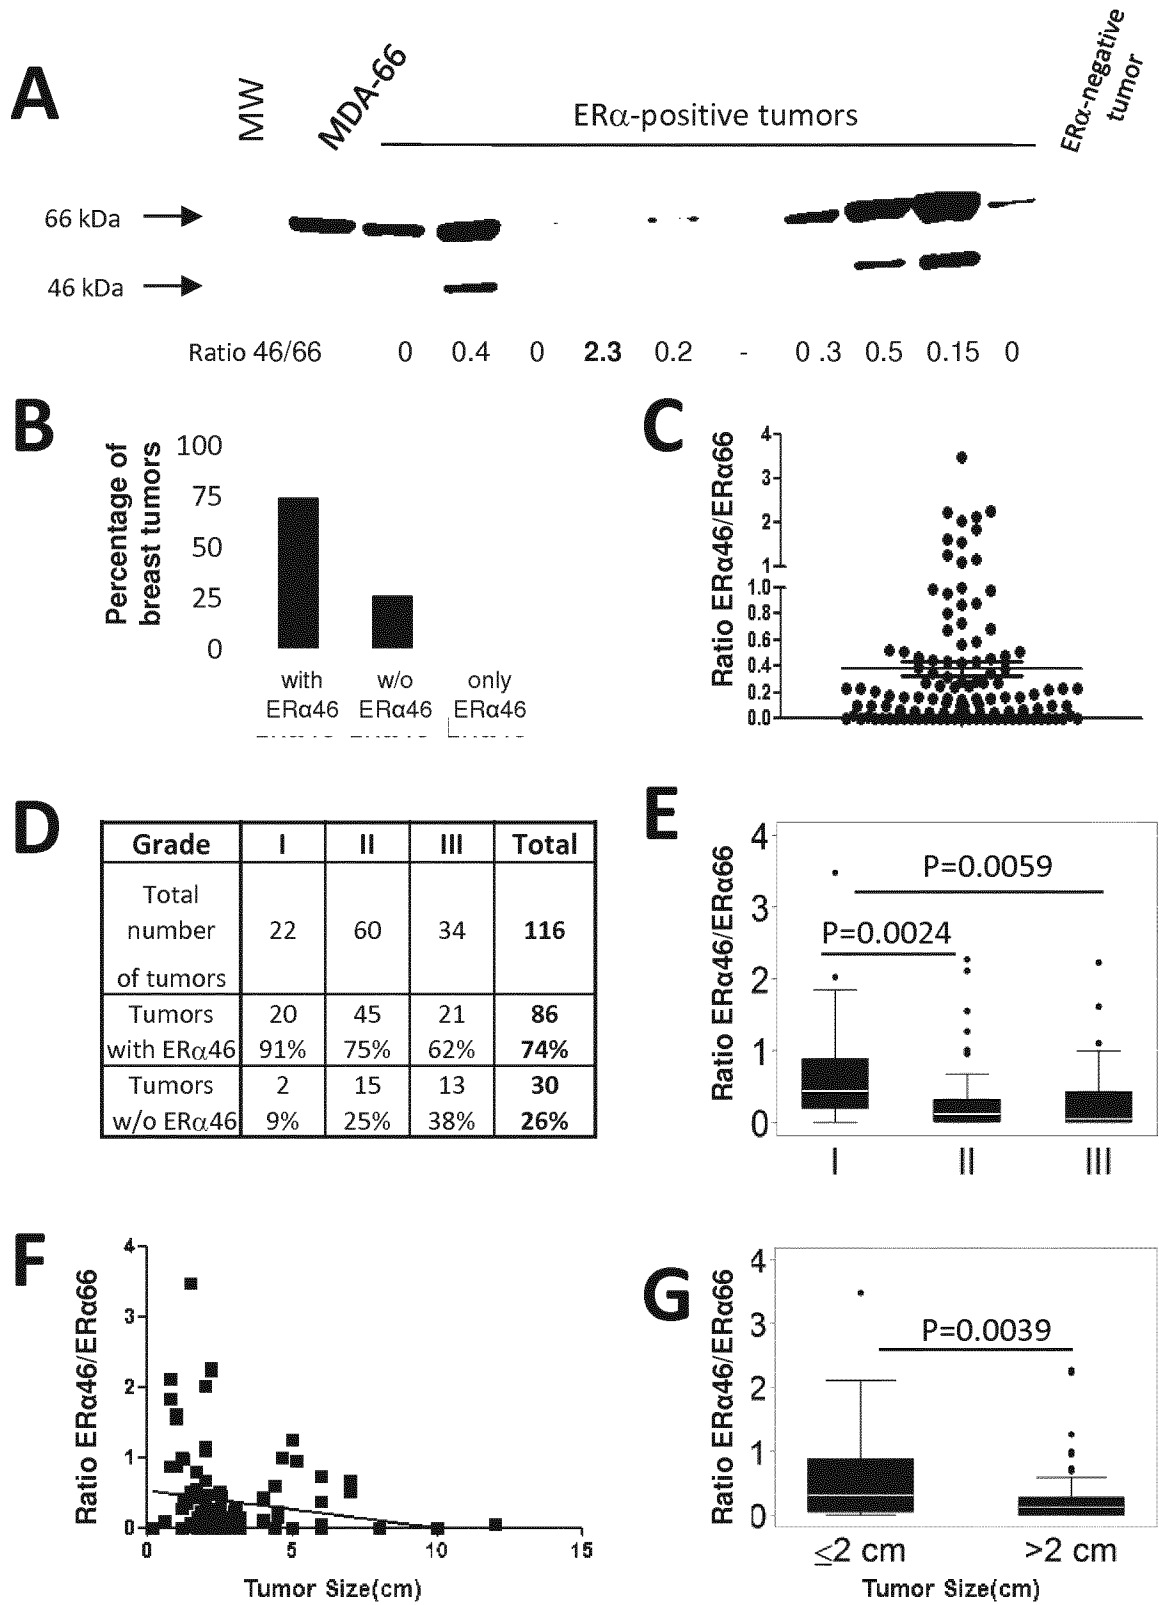 A
MW
MDA-66
ERα-positive tumors
ERα-negative
tumor
66 kDa
46 kDa
Ratio 46/66 0 0.4 0 2.3 0.2 - 0 .3 0.5 0.15 0
B
Percentage of
breast tumors
100
75
50
25
0
with
ERα46
w/o
ERα46
only
ERα46
C
Ratio ERα46/ERα66
4
3
2
1
1.0
0.8
0.6
0.4
0.2
0.0
D
Grade I II III Total
Total
number
of tumors
22 60 34 116
Tumors
with ERα46
20 45 21 86
91% 75% 62% 74%
Tumors
w/o ERα46
2 15 13 30
9% 25% 38% 26%
E
Ratio ERα46/ERα66
4
3
2
1
0
P=0.0059
P=0.0024
I II III
F
Ratio ERα46/ERα66
4
3
2
1
0
0 5 10 15
Tumor Size(cm)
G
Ratio ERα46/ERα66
4
3
2
1
0
P=0.0039
≤2 cm >2 cm
Tumor Size(cm)